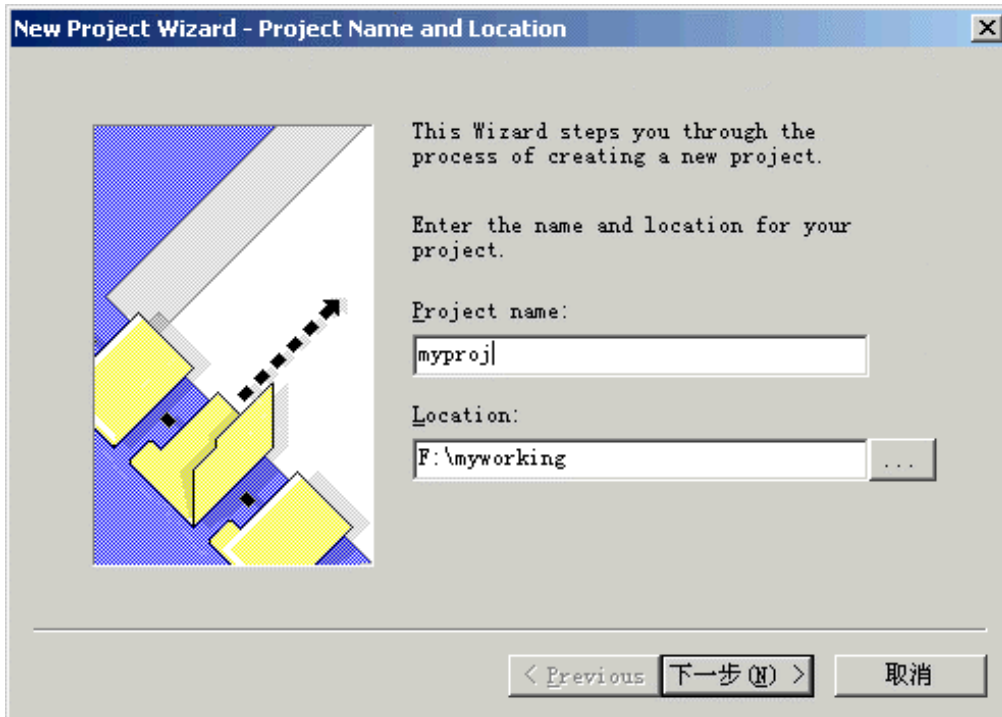 New Project Wizard - Project Name and Location
This Wizard steps you through the
process of creating a new project.
Enter the name and location for your
project.
Project name:
myproj
Location:
F:\myworking
...
< Previous
下一步(N) >
取消